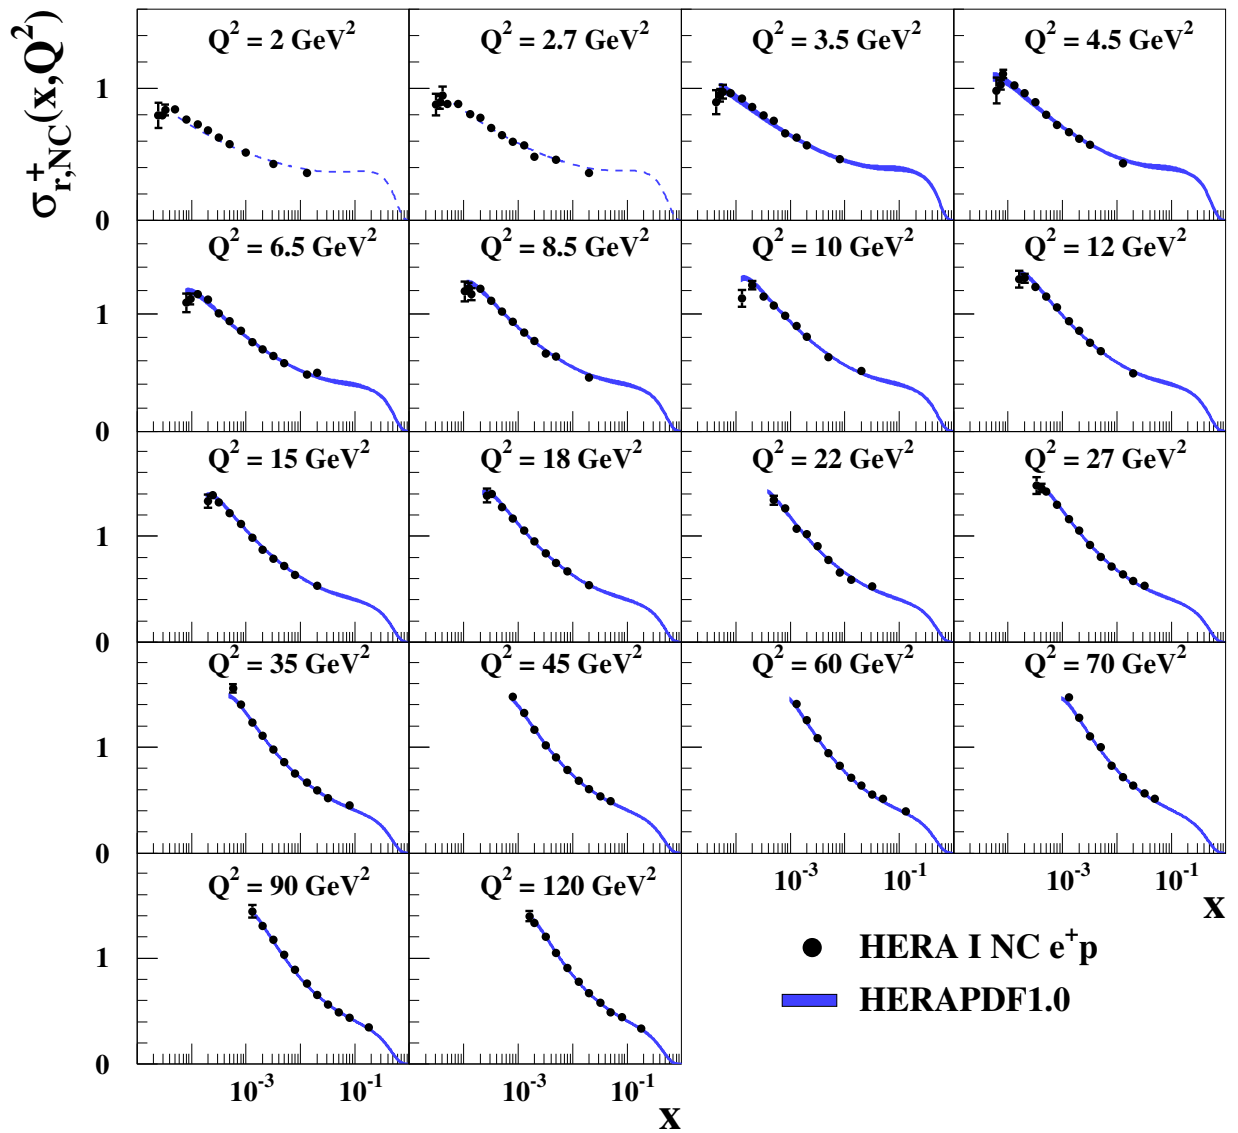 σ⁺r,NC(x,Q²)
Q² = 2 GeV²
Q² = 2.7 GeV²
Q² = 3.5 GeV²
Q² = 4.5 GeV²
1
0
Q² = 6.5 GeV²
Q² = 8.5 GeV²
Q² = 10 GeV²
Q² = 12 GeV²
1
0
Q² = 15 GeV²
Q² = 18 GeV²
Q² = 22 GeV²
Q² = 27 GeV²
1
0
Q² = 35 GeV²
Q² = 45 GeV²
Q² = 60 GeV²
Q² = 70 GeV²
1
0
10⁻³ 10⁻¹ 10⁻³ 10⁻¹
x
Q² = 90 GeV²
Q² = 120 GeV²
1
0
10⁻³ 10⁻¹ 10⁻³ 10⁻¹
x
HERA I NC e⁺p
HERAPDF1.0